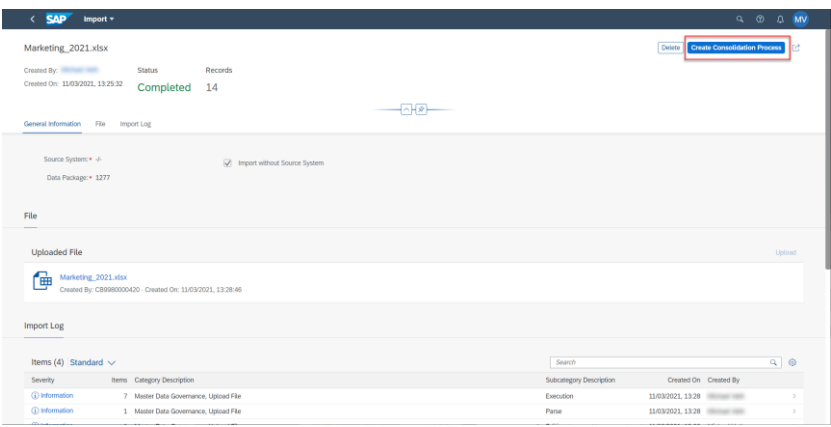 SAP Import MV
Marketing_2021.xlsx Delete Create Consolidation Process
Created By: Status Records
Created On: 11/03/2021, 13:25:32 Completed 14
General Information File Import Log
Source System:* -/- Import without Source System
Data Package:* 1277
File
Uploaded File Upload
Marketing_2021.xlsx
Created By: CB9980000420 · Created On: 11/03/2021, 13:28:46
Import Log
Items (4) Standard Search
Severity Items Category Description Subcategory Description Created On Created By
Information 7 Master Data Governance, Upload File Execution 11/03/2021, 13:28
Information 1 Master Data Governance, Upload File Parse 11/03/2021, 13:28